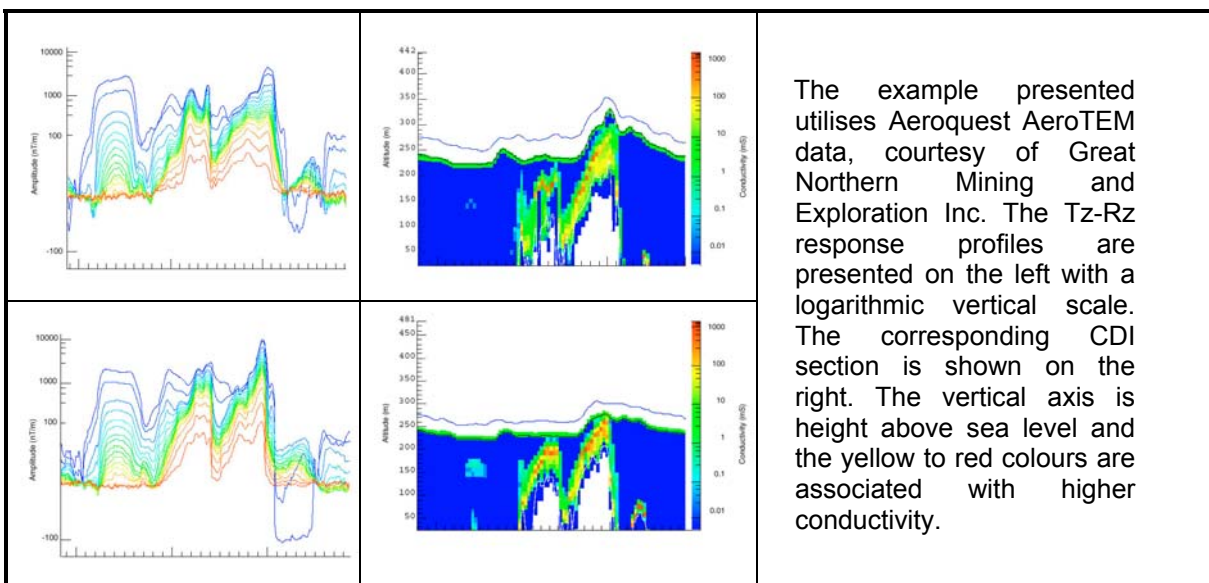 10000
1000
100
-100
Amplitude (nT/m)
442
400
350
300
250
200
150
100
50
Altitude (m)
1000
100
10
1
0.1
0.01
Conductivity (mS)
The example presented
utilises Aeroquest AeroTEM
data, courtesy of Great
Northern Mining and
Exploration Inc. The Tz-Rz
response profiles are
presented on the left with a
logarithmic vertical scale.
The corresponding CDI
section is shown on the
right. The vertical axis is
height above sea level and
the yellow to red colours are
associated with higher
conductivity.
10000
1000
100
-100
Amplitude (nT/m)
481
450
400
350
300
250
200
150
100
50
Altitude (m)
1000
100
10
1
0.1
0.01
Conductivity (mS)